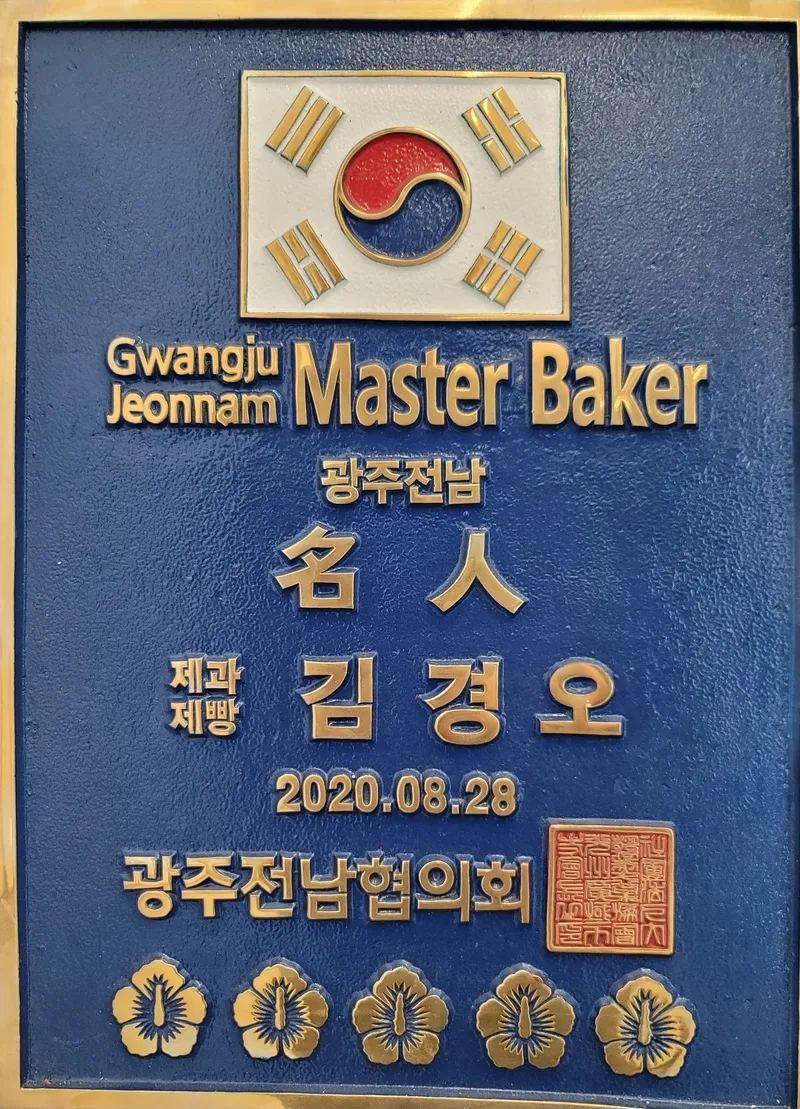 Gwangju
Jeonnam Master Baker
광주전남
名人
제과
제빵 김경오
2020.08.28
광주전남협의회